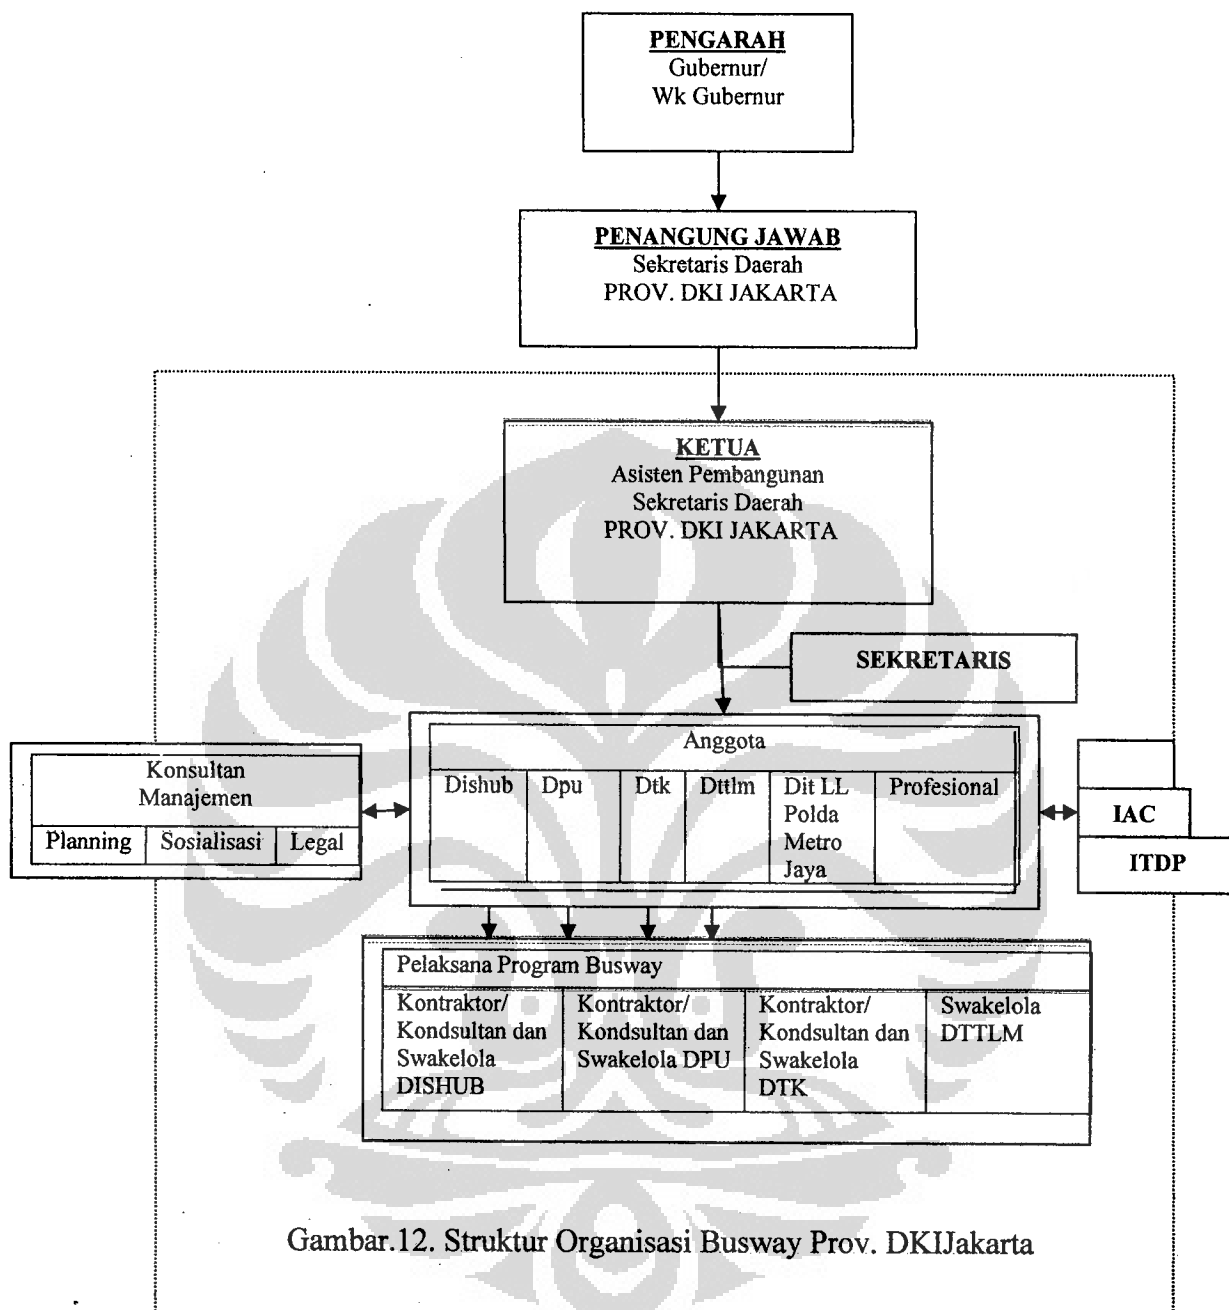 PENGARAH
Gubernur/
Wk Gubernur
PENANGUNG JAWAB
Sekretaris Daerah
PROV. DKI JAKARTA
KETUA
Asisten Pembangunan
Sekretaris Daerah
PROV. DKI JAKARTA
SEKRETARIS
Konsultan
Manajemen
Planning
Sosialisasi
Legal
Anggota
Dishub
Dpu
Dtk
Dttlm
Dit LL
Polda
Metro
Jaya
Profesional
IAC
ITDP
Pelaksana Program Busway
Kontraktor/
Kondsultan dan
Swakelola
DISHUB
Kontraktor/
Kondsultan dan
Swakelola DPU
Kontraktor/
Kondsultan dan
Swakelola
DTK
Swakelola
DTTLM
Gambar.12. Struktur Organisasi Busway Prov. DKIJakarta